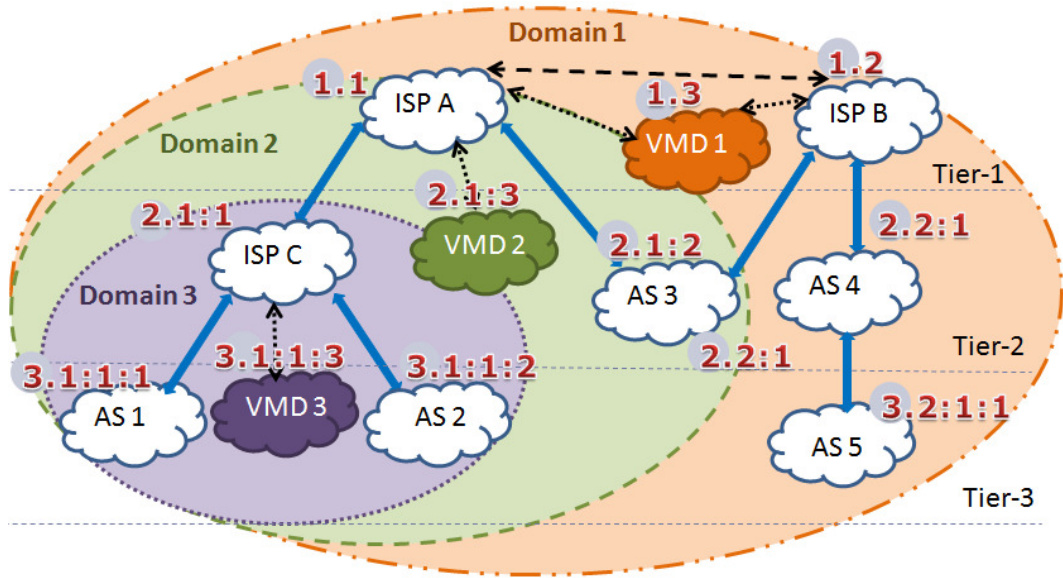 Domain 1
1.1
1.2
ISP A
1.3
ISP B
VMD 1
Domain 2
Tier-1
2.1:3
2.1:1
2.2:1
VMD 2
2.1:2
ISP C
AS 3
AS 4
Domain 3
Tier-2
3.1:1:1
3.1:1:3
3.1:1:2
2.2:1
AS 1
VMD 3
AS 2
3.2:1:1
AS 5
Tier-3